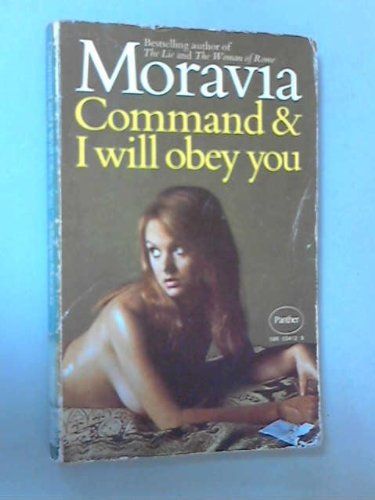 Bestselling author of
The Lie and The Woman of Rome
Moravia
Command &
I will obey you
Panther